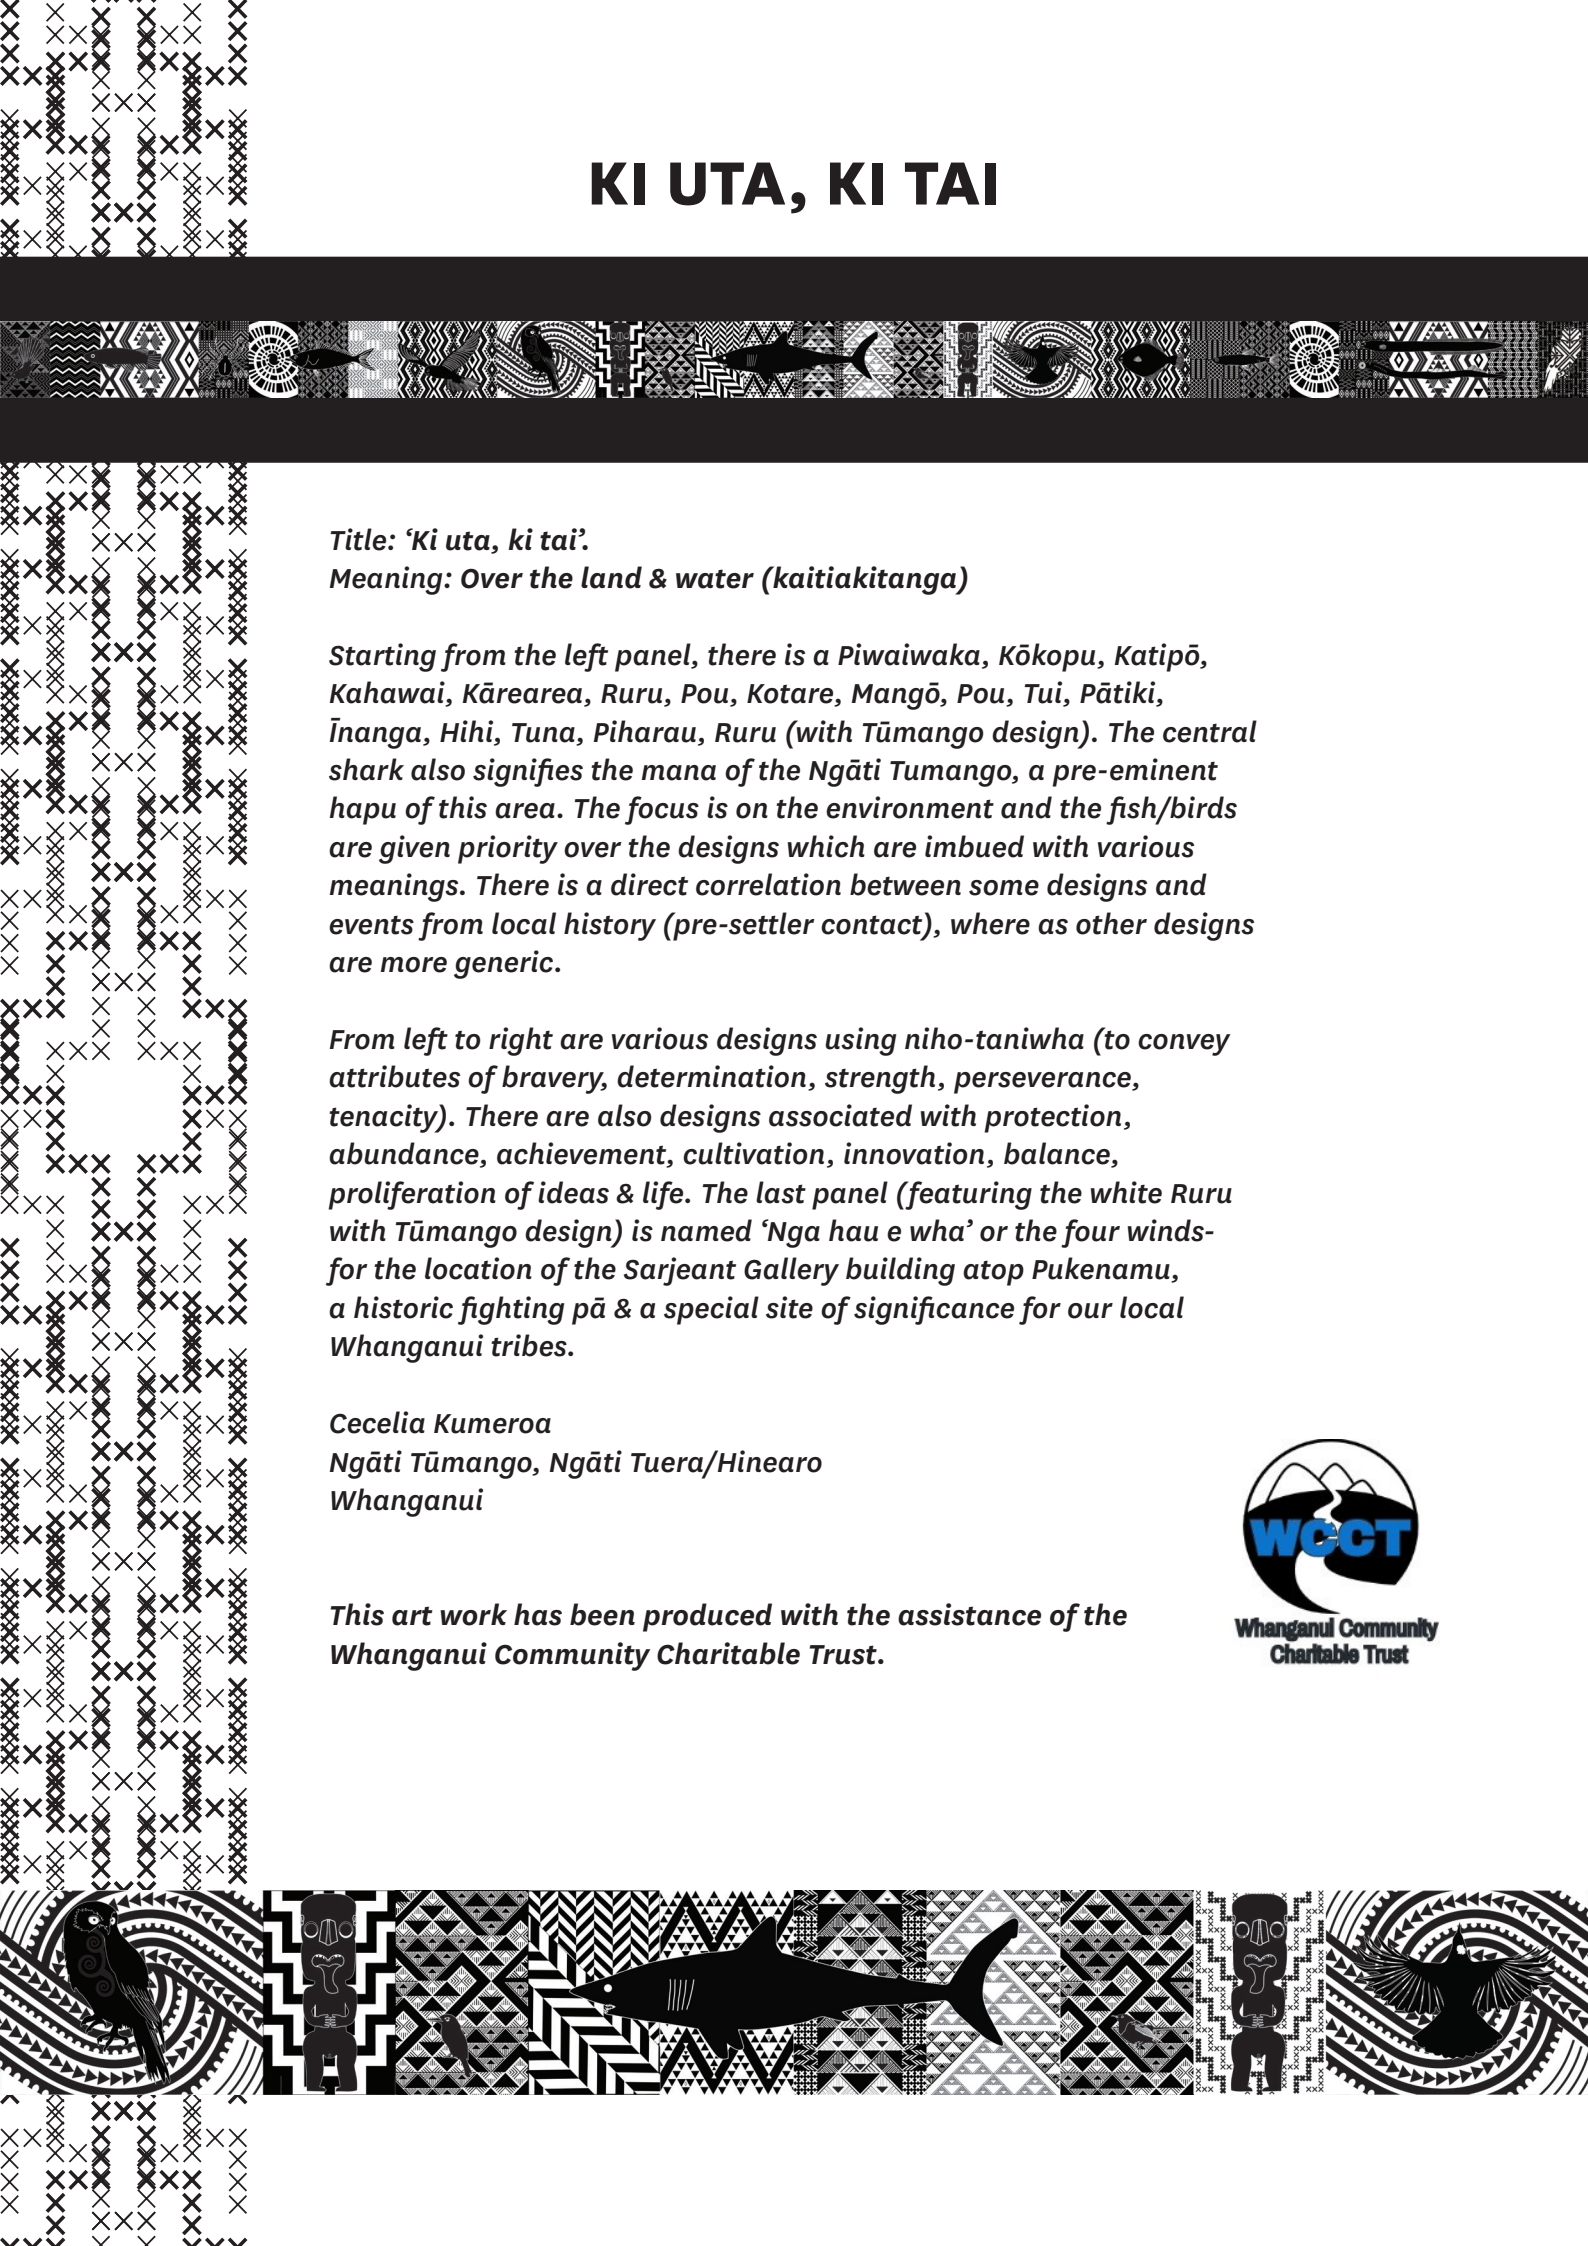 KI UTA, KI TAI
Title: ‘Ki uta, ki tai’.
Meaning: Over the land & water (kaitiakitanga)
Starting from the left panel, there is a Piwaiwaka, Kōkopu, Katipō,
Kahawai, Kārearea, Ruru, Pou, Kotare, Mangō, Pou, Tui, Pātiki,
Īnanga, Hihi, Tuna, Piharau, Ruru (with Tūmango design). The central
shark also signifies the mana of the Ngāti Tumango, a pre-eminent
hapu of this area. The focus is on the environment and the fish/birds
are given priority over the designs which are imbued with various
meanings. There is a direct correlation between some designs and
events from local history (pre-settler contact), where as other designs
are more generic.
From left to right are various designs using niho-taniwha (to convey
attributes of bravery, determination, strength, perseverance,
tenacity). There are also designs associated with protection,
abundance, achievement, cultivation, innovation, balance,
proliferation of ideas & life. The last panel (featuring the white Ruru
with Tūmango design) is named ‘Nga hau e wha’ or the four winds-
for the location of the Sarjeant Gallery building atop Pukenamu,
a historic fighting pā & a special site of significance for our local
Whanganui tribes.
Cecelia Kumeroa
Ngāti Tūmango, Ngāti Tuera/Hinearo
Whanganui
This art work has been produced with the assistance of the
Whanganui Community Charitable Trust.
WCCT
Whanganui Community
Charitable Trust